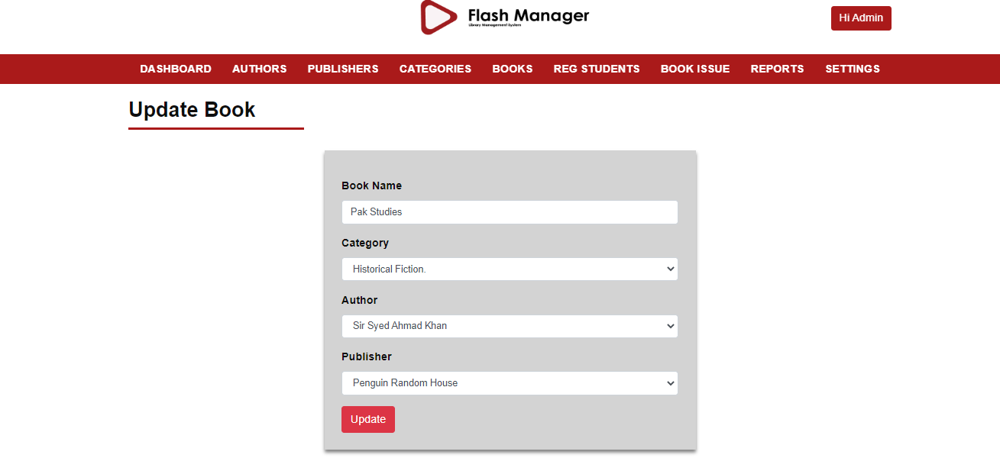 Flash Manager
Library Management System
Hi Admin
DASHBOARD AUTHORS PUBLISHERS CATEGORIES BOOKS REG STUDENTS BOOK ISSUE REPORTS SETTINGS
Update Book
Book Name
Pak Studies
Category
Historical Fiction.
Author
Sir Syed Ahmad Khan
Publisher
Penguin Random House
Update